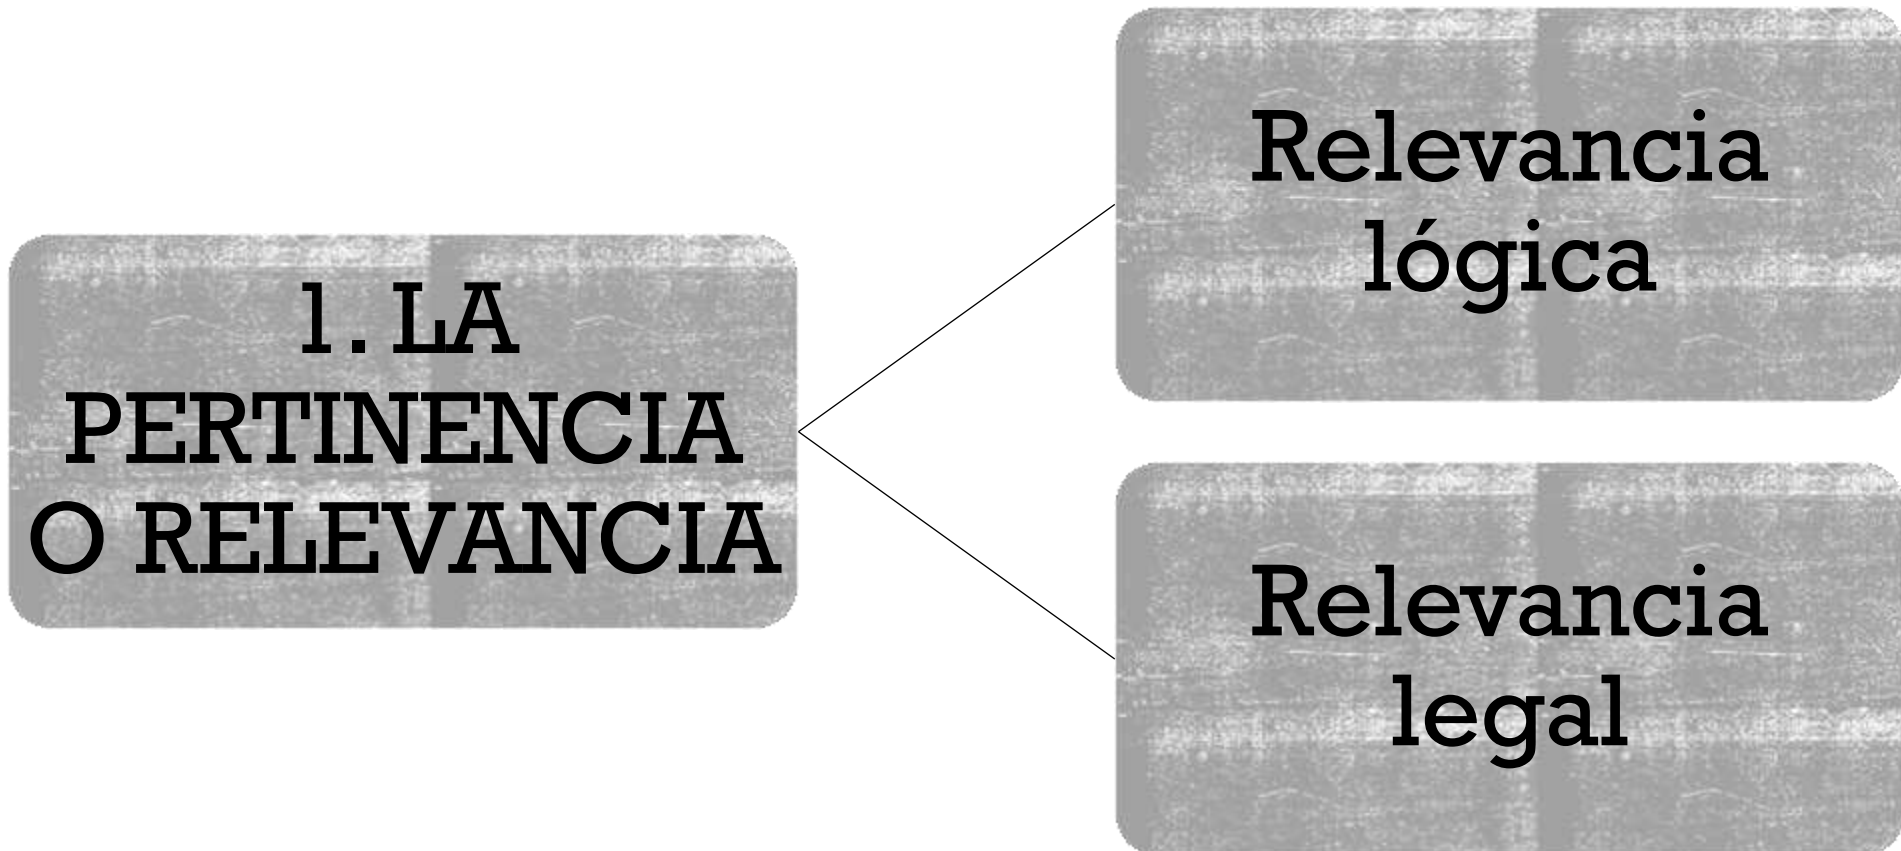 1. LA
PERTINENCIA
O RELEVANCIA
Relevancia
lógica
Relevancia
legal